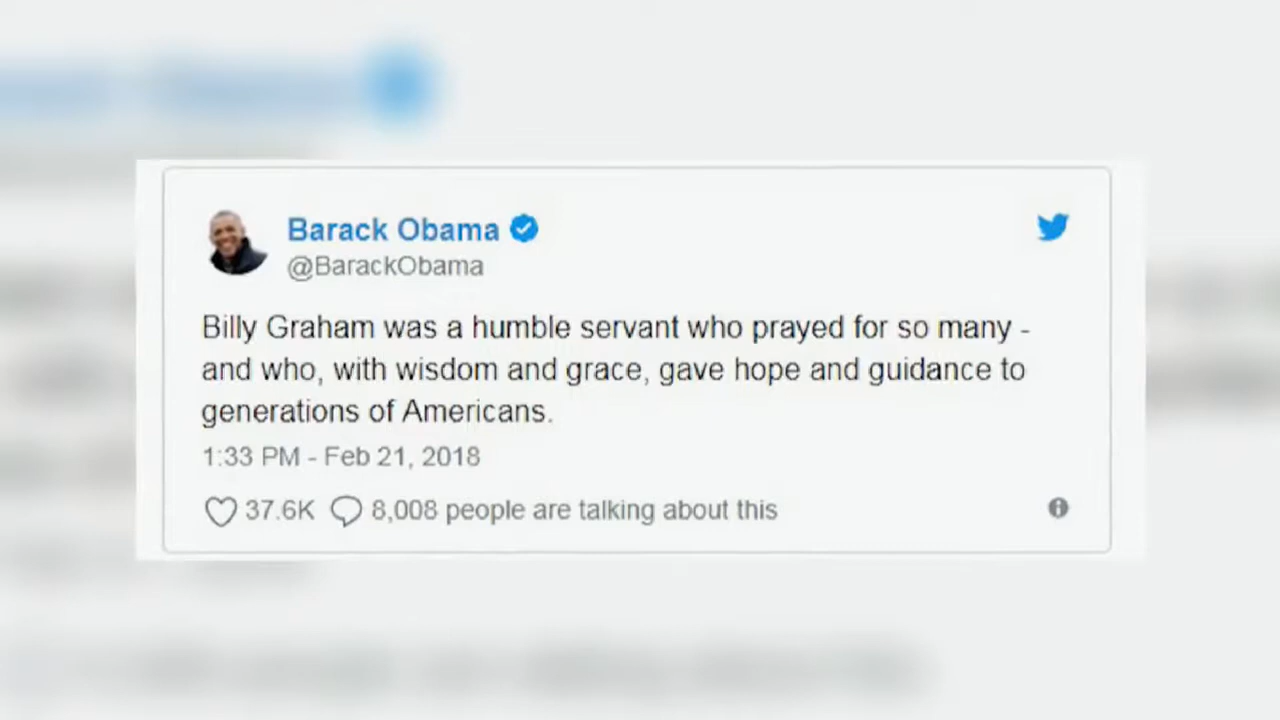 Barack Obama
@BarackObama
Billy Graham was a humble servant who prayed for so many -
and who, with wisdom and grace, gave hope and guidance to
generations of Americans.
1:33 PM - Feb 21, 2018
37.6K 8,008 people are talking about this